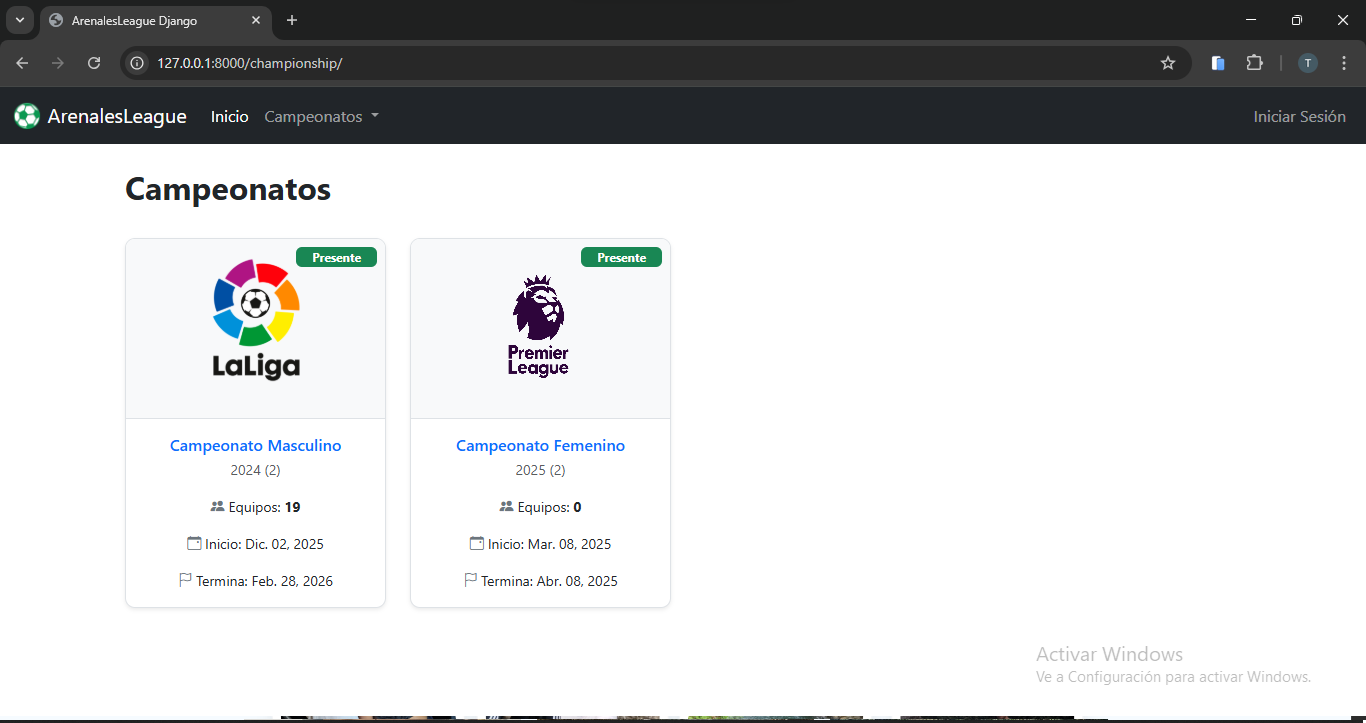 ArenalesLeague Django
127.0.0.1:8000/championship/
T
ArenalesLeague Inicio Campeonatos Iniciar Sesión
Campeonatos
Presente
LaLiga
Campeonato Masculino
2024 (2)
Equipos: 19
Inicio: Dic. 02, 2025
Termina: Feb. 28, 2026
Presente
Premier
League
Campeonato Femenino
2025 (2)
Equipos: 0
Inicio: Mar. 08, 2025
Termina: Abr. 08, 2025
Activar Windows
Ve a Configuración para activar Windows.